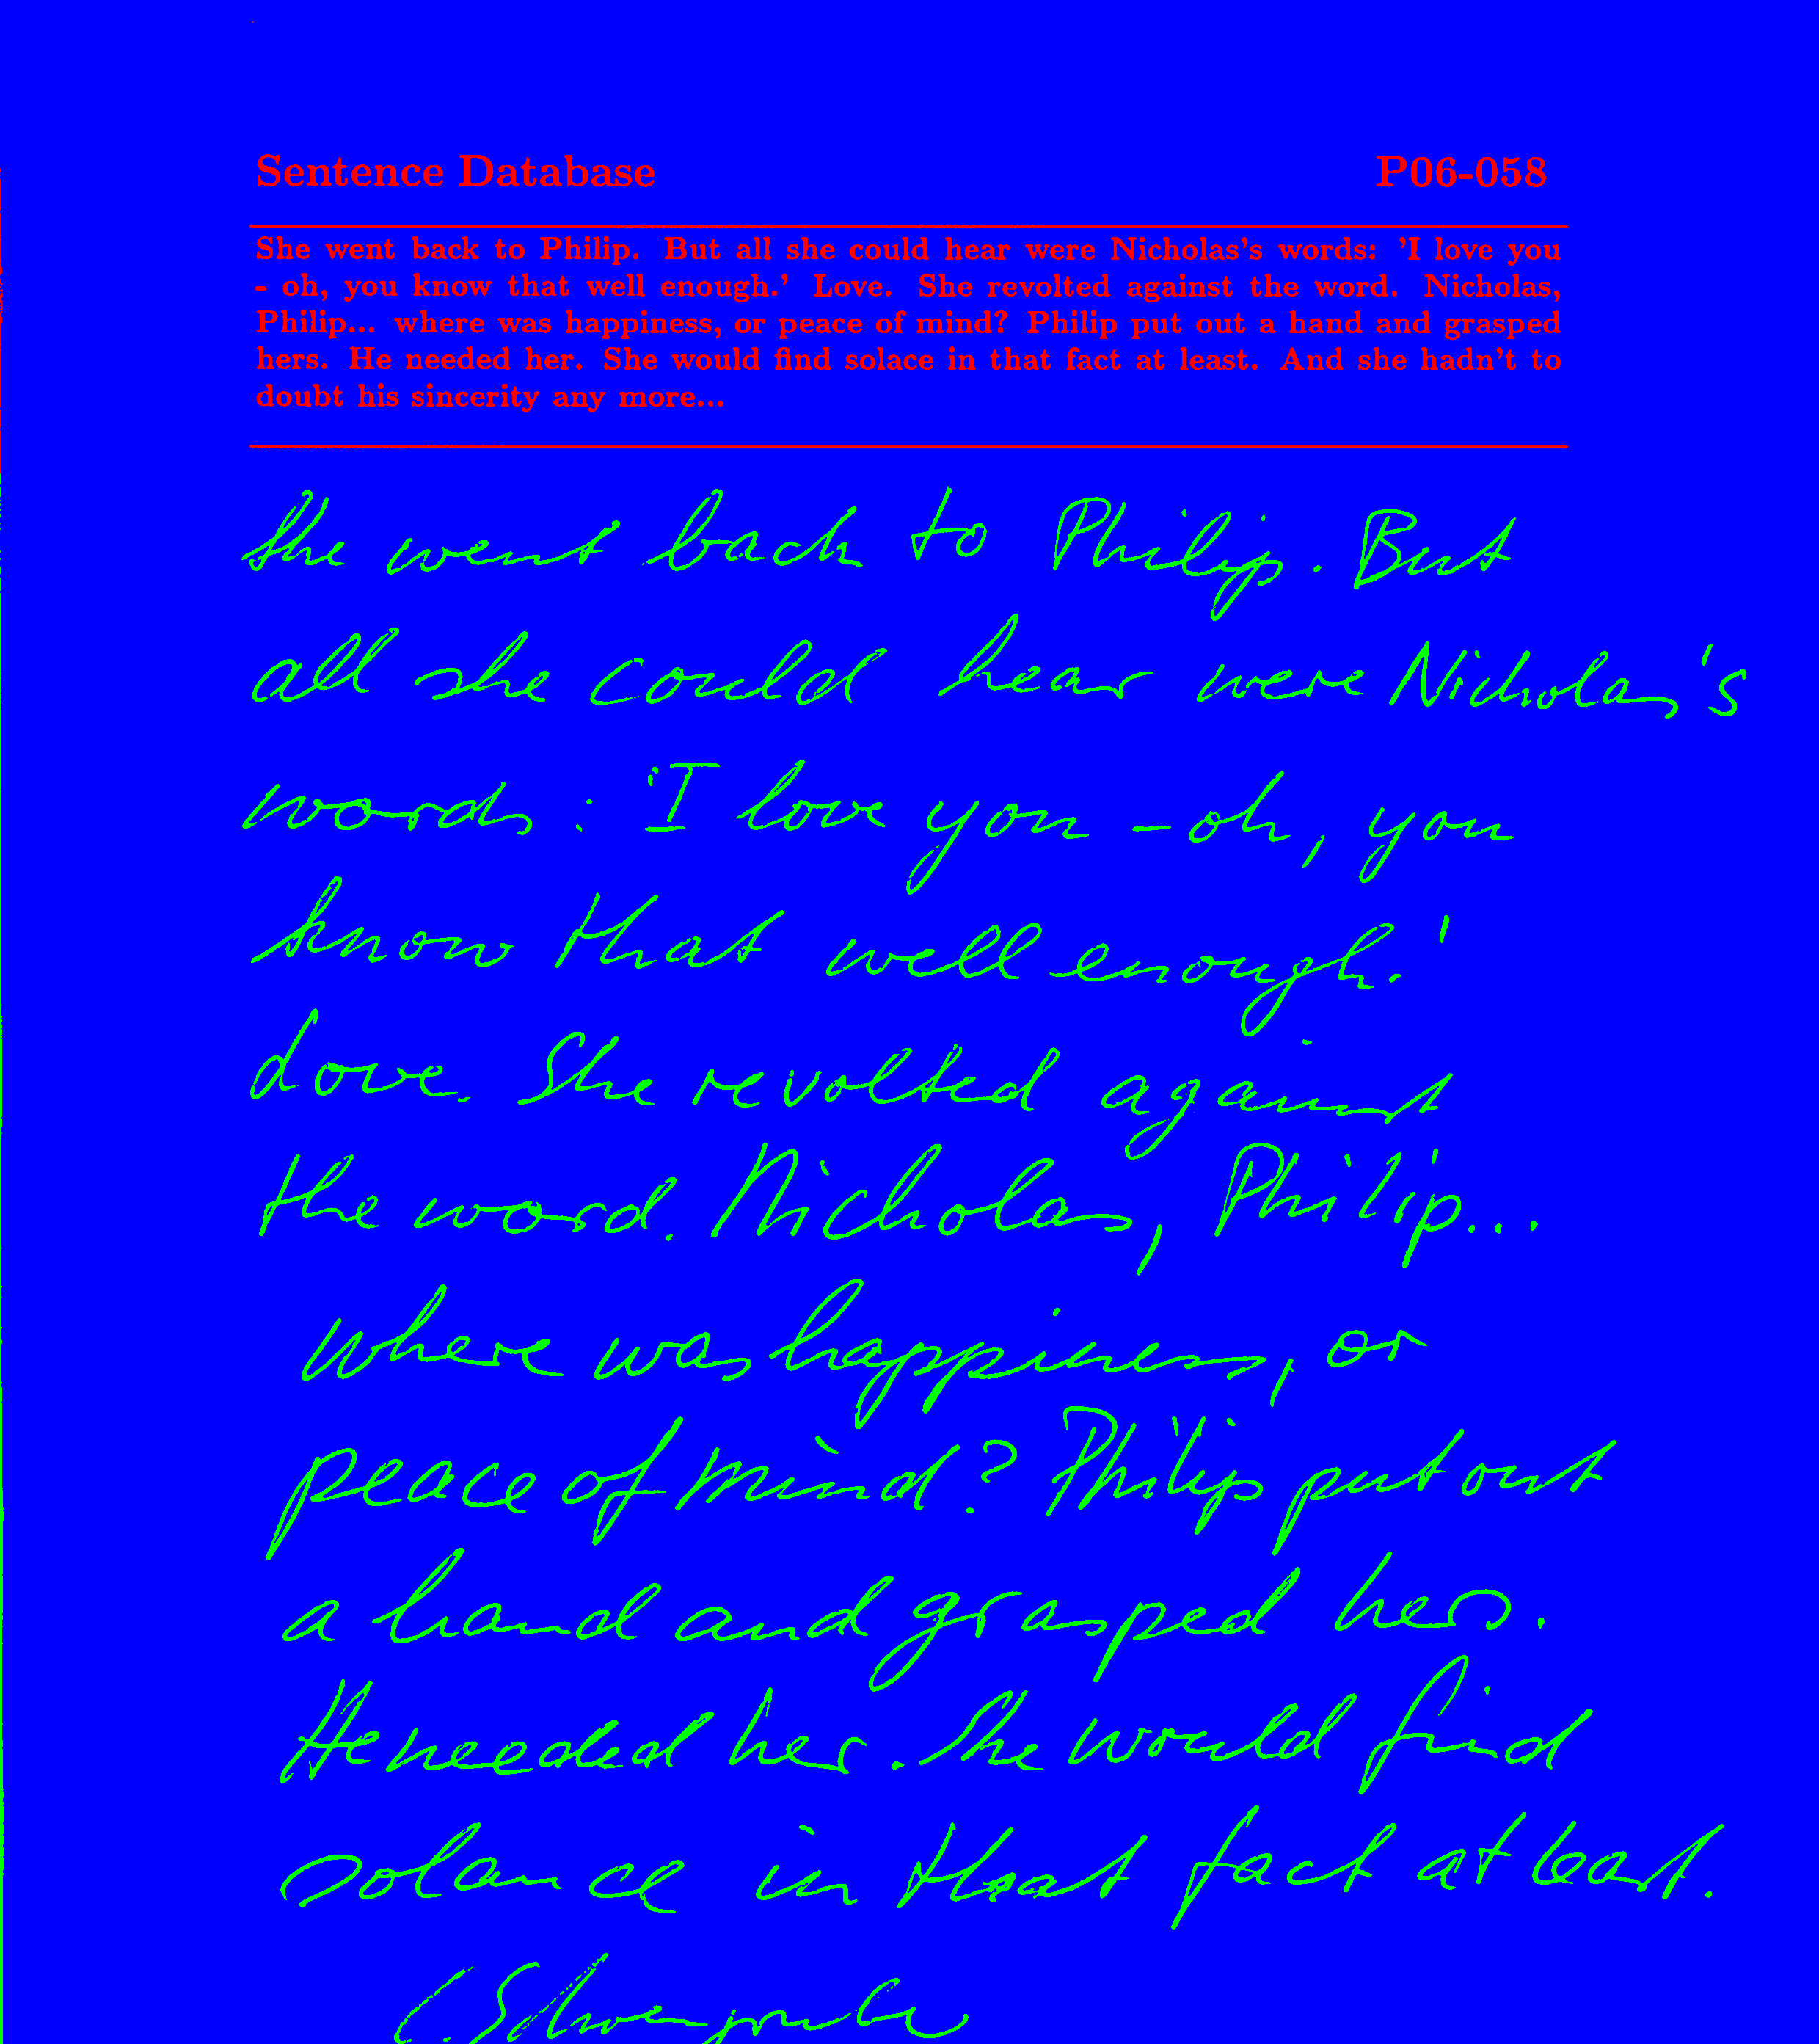 Sentence Database P06-058
She went back to Philip. But all she could hear were Nicholas's words: 'I love you
- oh, you know that well enough.' Love. She revolted against the word. Nicholas,
Philip... where was happiness, or peace of mind? Philip put out a hand and grasped
hers. He needed her. She would find solace in that fact at least. And she hadn't to
doubt his sincerity any more...
She went back to Philip. But
all she could hear were Nicholas's
words: 'I love you - oh, you
know that well enough.'
Love. She revolted against
the word. Nicholas, Philip...
where was happiness, or
peace of mind? Philip put out
a hand and grasped hers.
He needed her. She would find
solance in that fact at least.